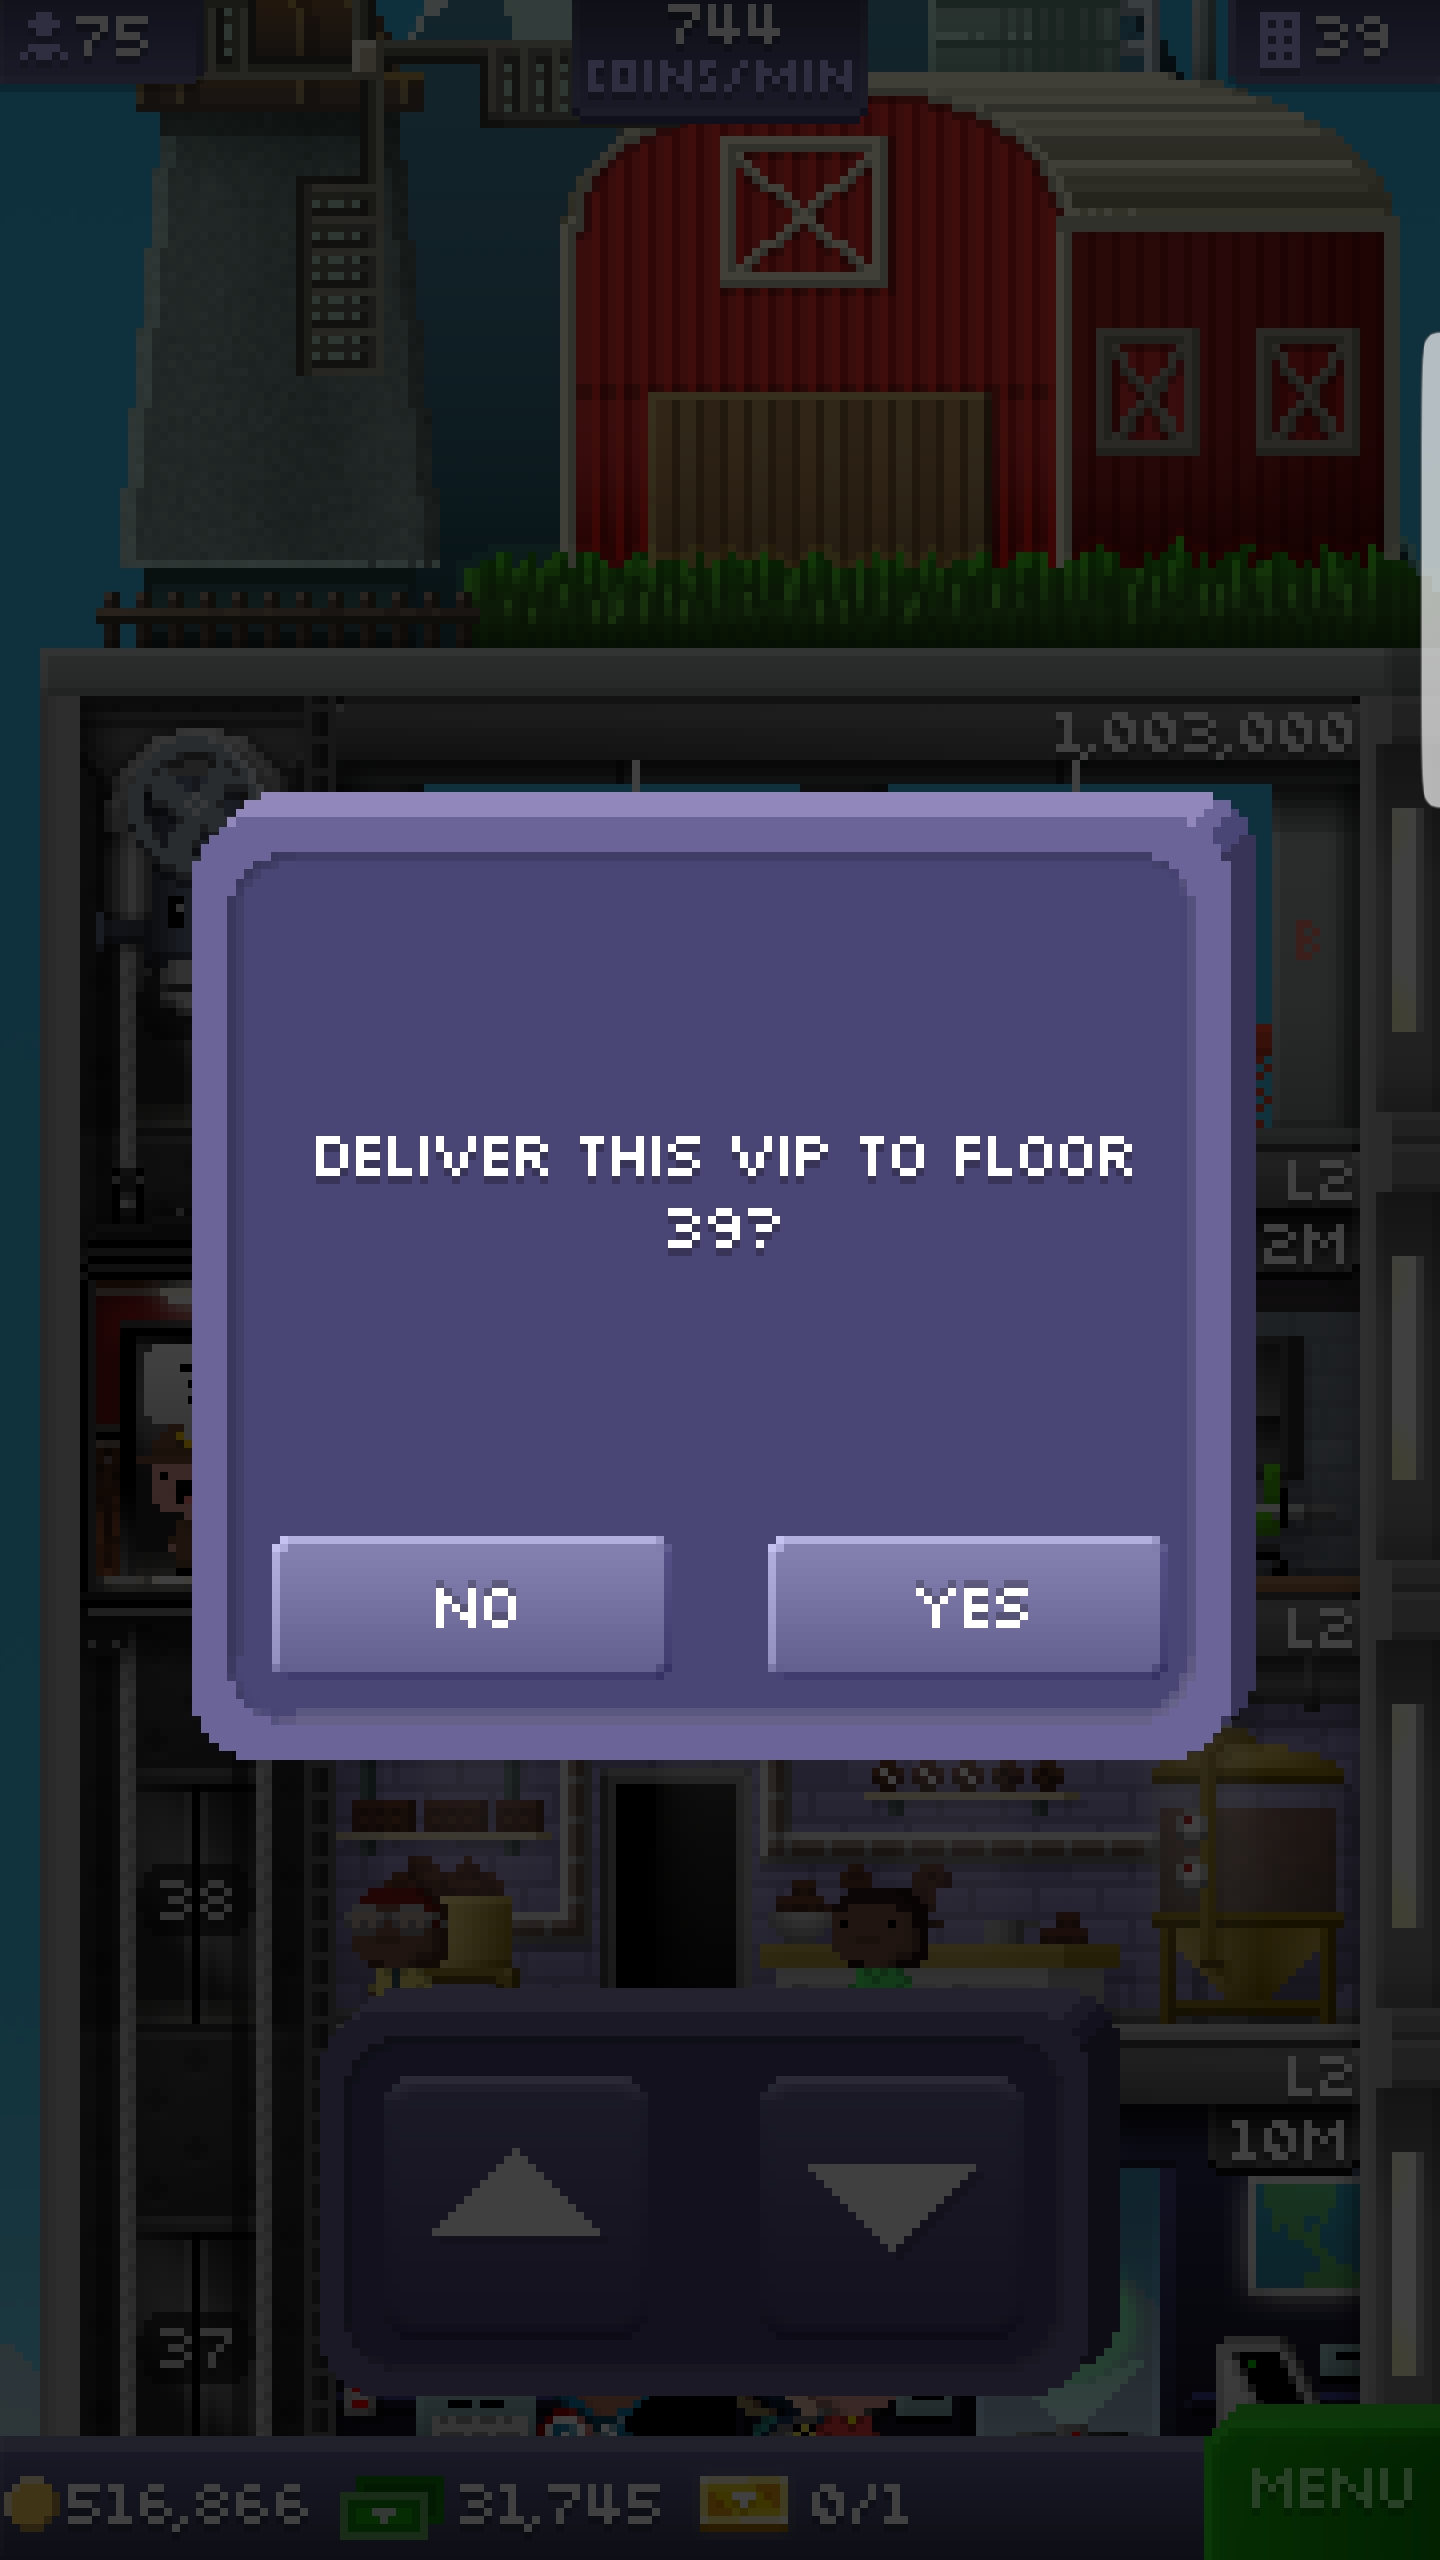 75
744
COINS/MIN
39
1,003,000
B
L2
2M
DELIVER THIS VIP TO FLOOR
39?
NO
YES
L2
38
L2
10M
37
516,866
31,745
0/1
MENU